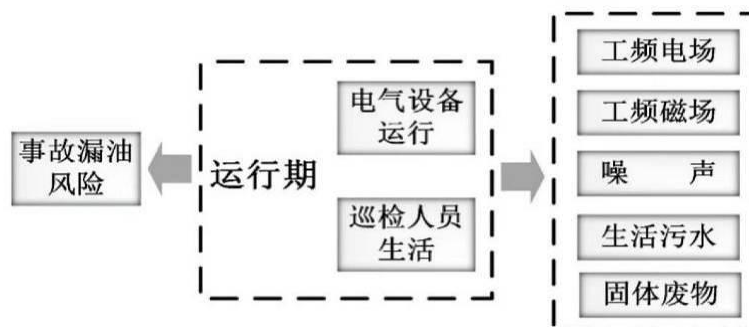 事故漏油
风险
运行期
电气设备
运行
巡检人员
生活
工频电场
工频磁场
噪 声
生活污水
固体废物